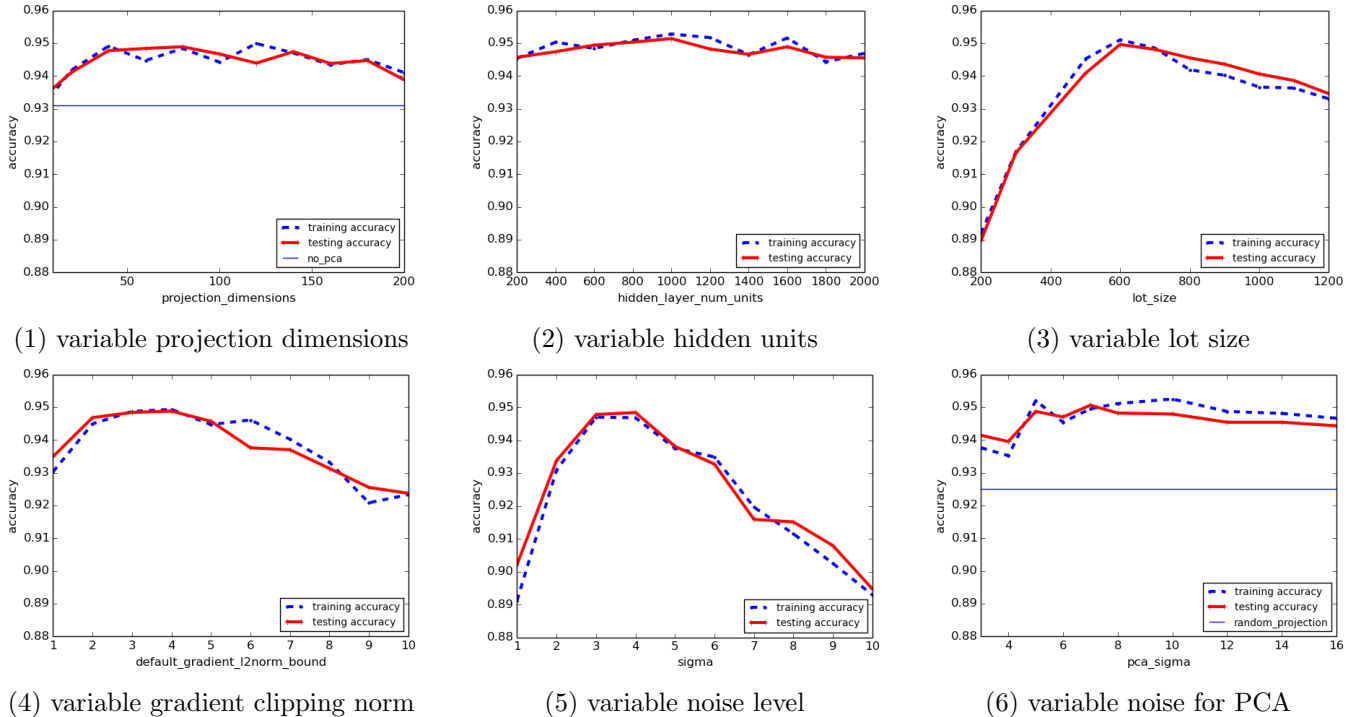 0.96
0.95
0.94
0.93
0.92
0.91
0.90
0.89
0.88
accuracy
training accuracy
testing accuracy
no_pca
50 100 150 200
projection_dimensions
(1) variable projection dimensions
0.96
0.95
0.94
0.93
0.92
0.91
0.90
0.89
0.88
accuracy
training accuracy
testing accuracy
200 400 600 800 1000 1200 1400 1600 1800 2000
hidden_layer_num_units
(2) variable hidden units
0.96
0.95
0.94
0.93
0.92
0.91
0.90
0.89
0.88
accuracy
training accuracy
testing accuracy
200 400 600 800 1000 1200
lot_size
(3) variable lot size
0.96
0.95
0.94
0.93
0.92
0.91
0.90
0.89
0.88
accuracy
training accuracy
testing accuracy
1 2 3 4 5 6 7 8 9 10
default_gradient_l2norm_bound
(4) variable gradient clipping norm
0.96
0.95
0.94
0.93
0.92
0.91
0.90
0.89
0.88
accuracy
training accuracy
testing accuracy
1 2 3 4 5 6 7 8 9 10
sigma
(5) variable noise level
0.96
0.95
0.94
0.93
0.92
0.91
0.90
0.89
0.88
accuracy
training accuracy
testing accuracy
random_projection
4 6 8 10 12 14 16
pca_sigma
(6) variable noise for PCA